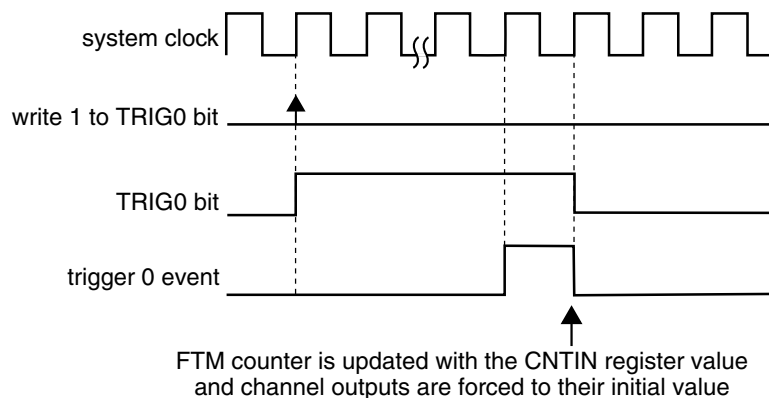 system clock
write 1 to TRIG0 bit
TRIG0 bit
trigger 0 event
FTM counter is updated with the CNTIN register value
and channel outputs are forced to their initial value